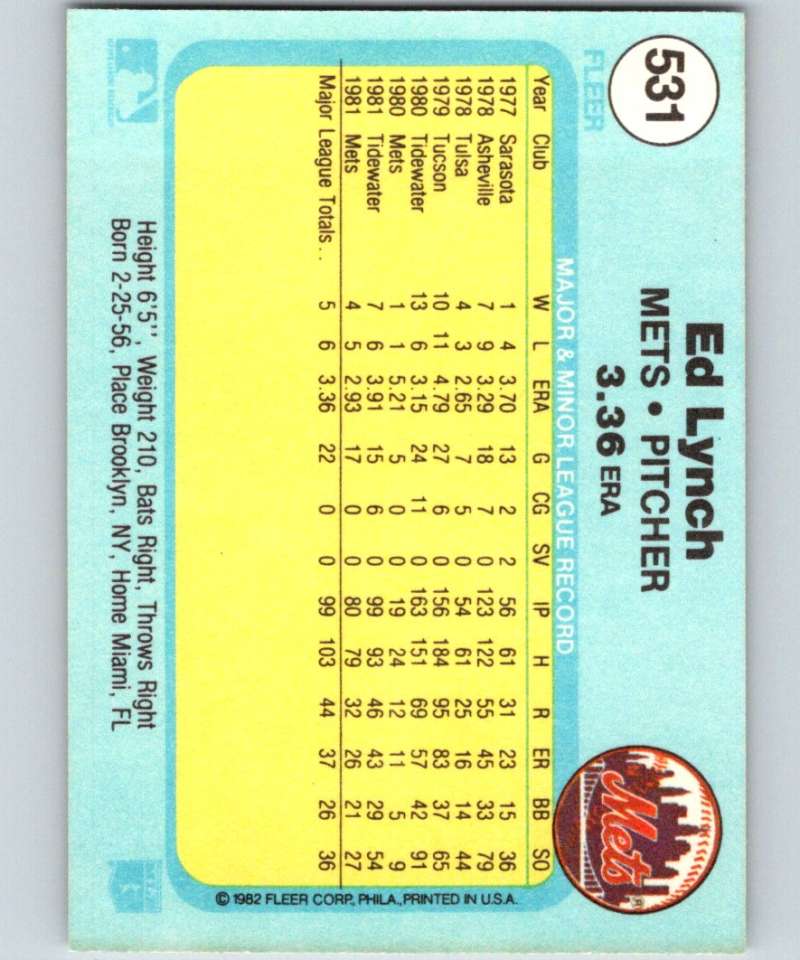 531
FLEER
Ed Lynch
METS • PITCHER
3.36 ERA
Mets
®
MAJOR & MINOR LEAGUE RECORD
Year Club W L ERA G CG SV IP H R ER BB SO
1977 Sarasota 1 4 3.70 13 2 2 56 61 31 23 15 36
1978 Asheville 7 9 3.29 18 7 0 123 122 55 45 33 79
1978 Tulsa 4 3 2.65 7 5 0 54 61 25 16 14 44
1979 Tucson 10 11 4.79 27 6 0 156 184 95 83 37 65
1980 Tidewater 13 6 3.15 24 11 0 163 151 69 57 42 91
1980 Mets 1 1 5.21 5 0 0 19 24 12 11 5 9
1981 Tidewater 7 6 3.91 15 6 0 99 93 46 43 29 54
1981 Mets 4 5 2.93 17 0 0 80 79 32 26 21 27
Major League Totals . . 5 6 3.36 22 0 0 99 103 44 37 26 36
© 1982 FLEER CORP., PHILA., PRINTED IN U.S.A.
Height 6'5'', Weight 210, Bats Right, Throws Right
Born 2-25-56, Place Brooklyn, NY, Home Miami, FL